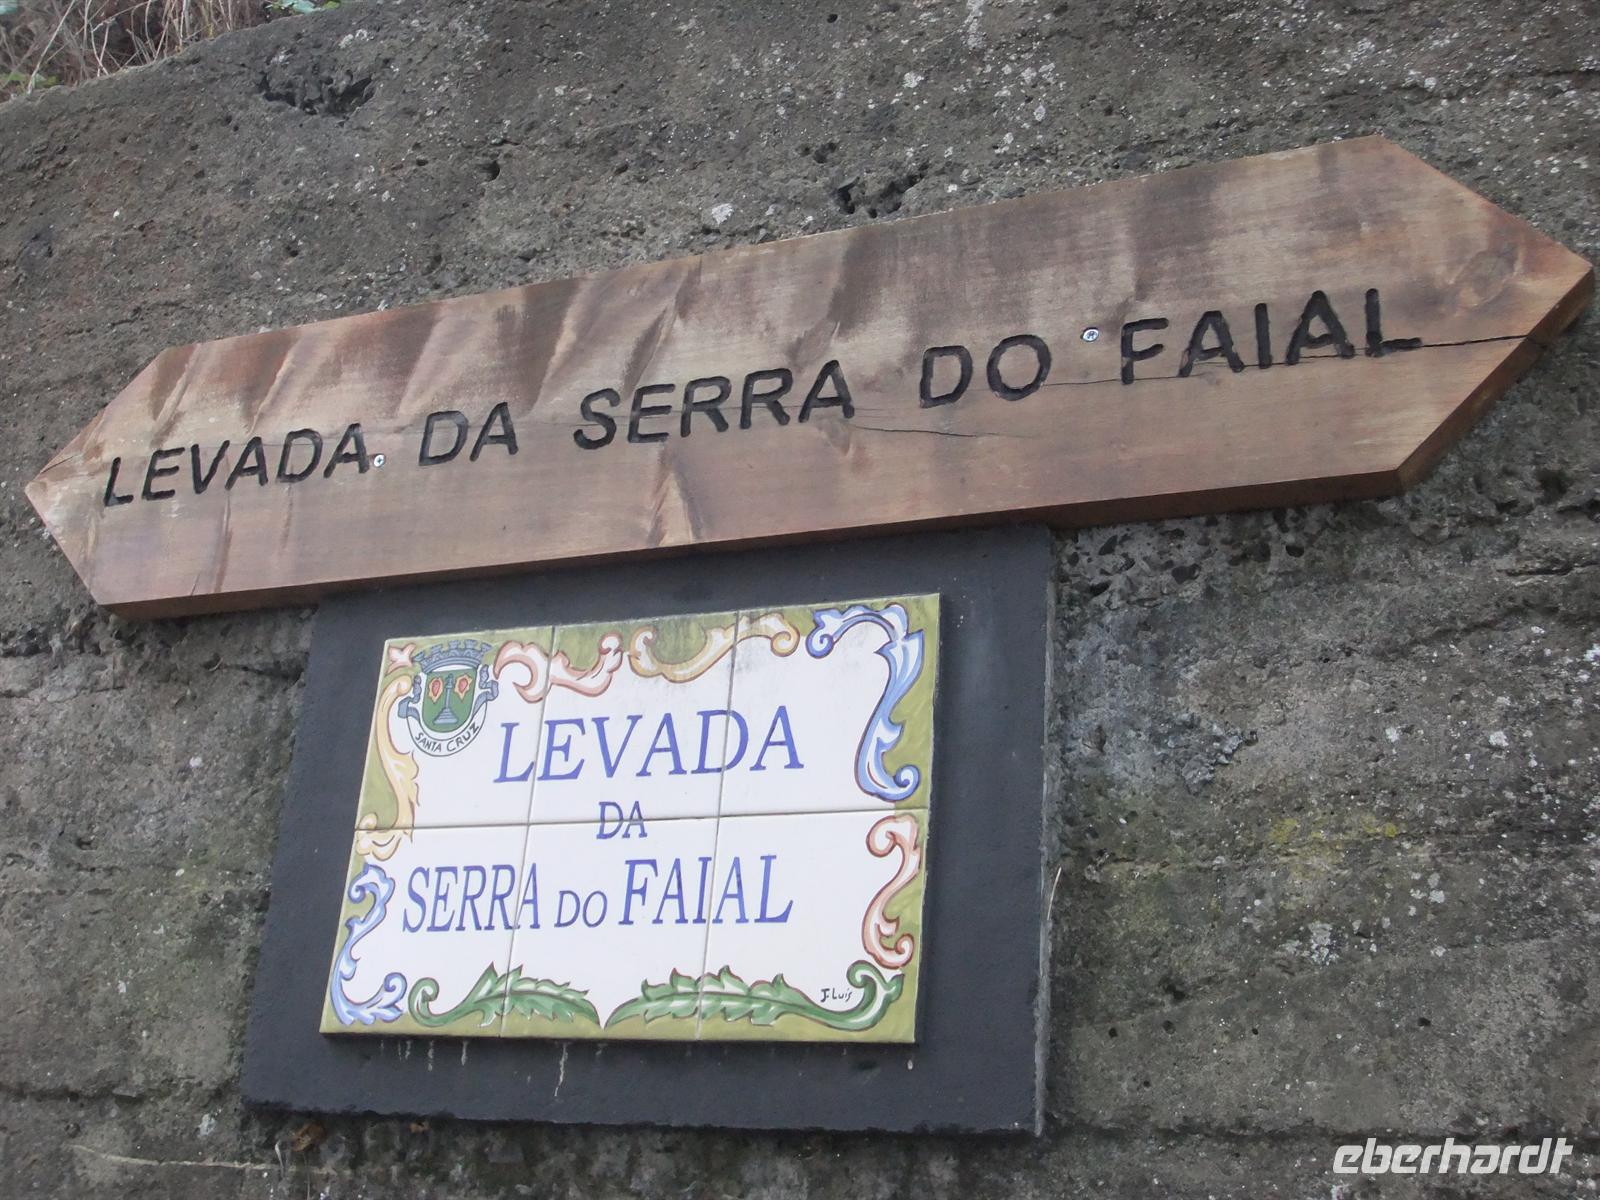 LEVADA DA SERRA DO FAIAL
SANTA CRUZ
LEVADA
DA
SERRA DO FAIAL
J. Luís
eberhardt